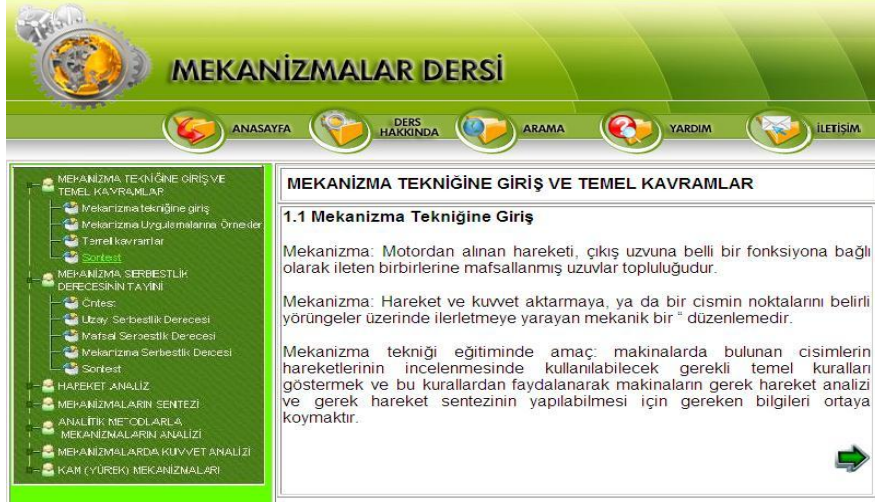 MEKANİZMALAR DERSİ
ANASAYFA
DERS
HAKKINDA
ARAMA
YARDIM
İLETİŞİM
MEKANİZMA TEKNİĞİNE GİRİŞ VE
TEMEL KAVRAMLAR
Mekanizma tekniğine giriş
Mekanizma Uygulamalarına Örnekler
Temel kavramlar
Sontest
MEKANİZMA SERBESTLİK
DERECESİNİN TAYİNİ
Öntest
Uzay Serbestlik Derecesi
Mafsal Serbestlik Derecesi
Mekanizma Serbestlik Dercesi
Sontest
HAREKET ANALİZ
MEKANİZMALARIN SENTEZİ
ANALİTİK METODLARLA
MEKANİZMALARIN ANALİZİ
MEKANİZMALARDA KUVVET ANALİZİ
KAM (YÜREK) MEKANİZMALARI
MEKANİZMA TEKNİĞİNE GİRİŞ VE TEMEL KAVRAMLAR
1.1 Mekanizma Tekniğine Giriş
Mekanizma: Motordan alınan hareketi, çıkış uzvuna belli bir fonksiyona bağlı
olarak ileten birbirlerine mafsallanmış uzuvlar topluluğudur.
Mekanizma: Hareket ve kuvvet aktarmaya, ya da bir cismin noktalarını belirli
yörüngeler üzerinde ilerletmeye yarayan mekanik bir “ düzenlemedir.
Mekanizma tekniği eğitiminde amaç: makinalarda bulunan cisimlerin
hareketlerinin incelenmesinde kullanılabilecek gerekli temel kuralları
göstermek ve bu kurallardan faydalanarak makinaların gerek hareket analizi
ve gerek hareket sentezinin yapılabilmesi için gereken bilgileri ortaya
koymaktır.